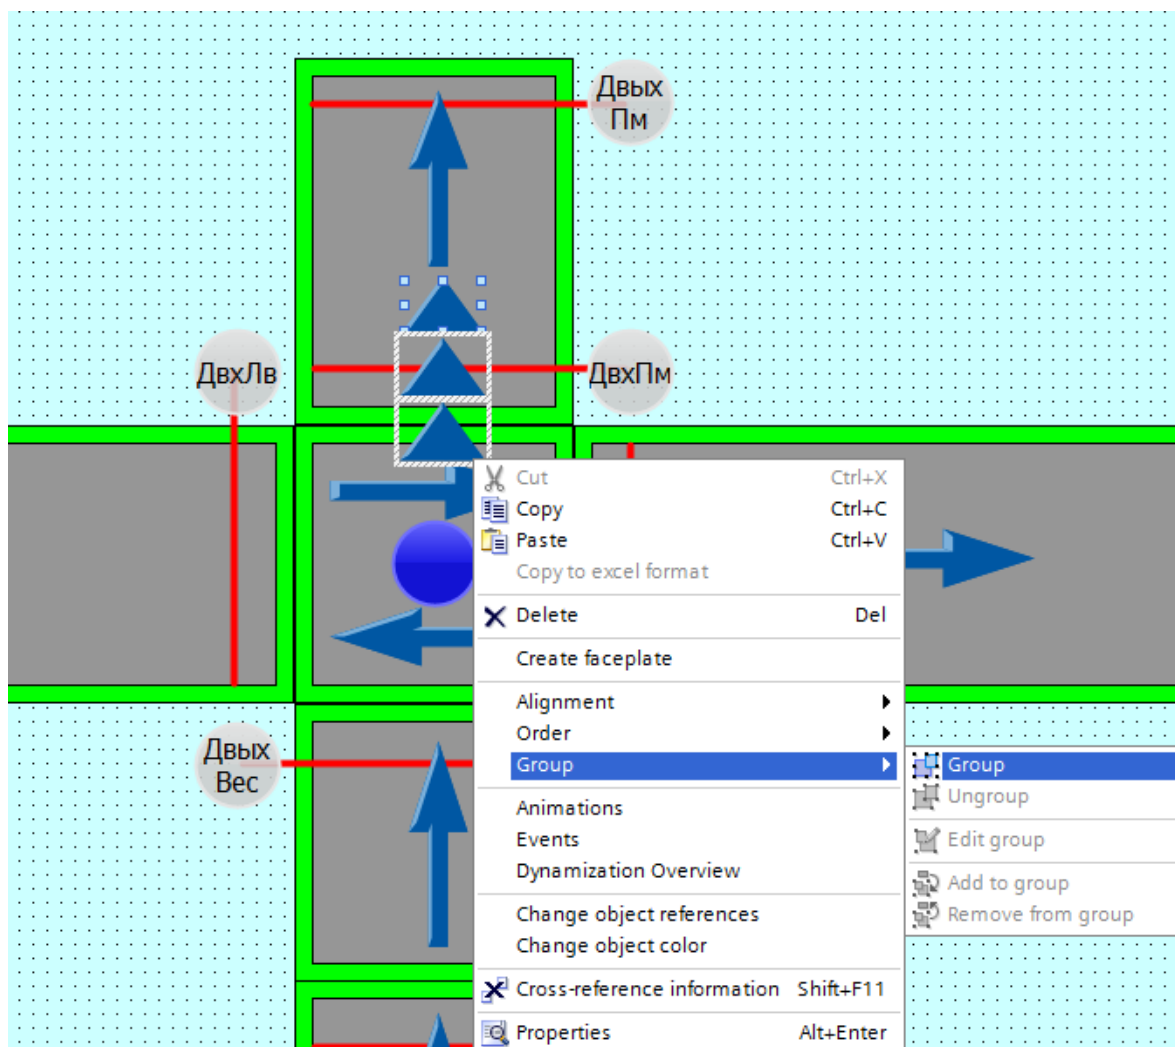 Двых
Пм
ДвхЛв
ДвхПм
Cut Ctrl+X
Copy Ctrl+C
Paste Ctrl+V
Copy to excel format
Delete Del
Create faceplate
Alignment
Order
Двых
Вес
Group
Group
Ungroup
Animations
Events
Edit group
Dynamization Overview
Add to group
Change object references
Remove from group
Change object color
Cross-reference information Shift+F11
Properties Alt+Enter